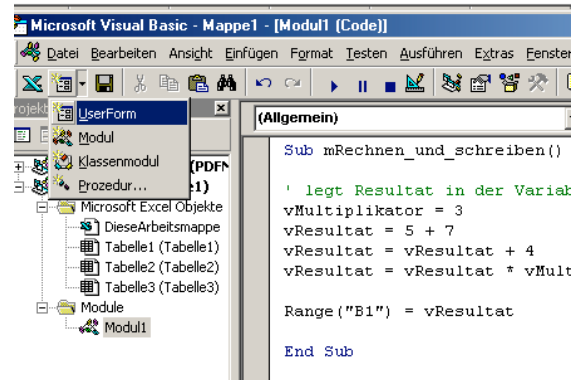 Microsoft Visual Basic - Mappe1 - [Modul1 (Code)]
Datei Bearbeiten Ansicht Einfügen Format Testen Ausführen Extras Fenster
UserForm
Modul
Klassenmodul
Prozedur...
(PDFN
Microsoft Excel Objekte
DieseArbeitsmappe
Tabelle1 (Tabelle1)
Tabelle2 (Tabelle2)
Tabelle3 (Tabelle3)
Module
Modul1
(Allgemein)
Sub mRechnen_und_schreiben()
' legt Resultat in der Variab
vMultiplikator = 3
vResultat = 5 + 7
vResultat = vResultat + 4
vResultat = vResultat * vMult
Range("B1") = vResultat
End Sub